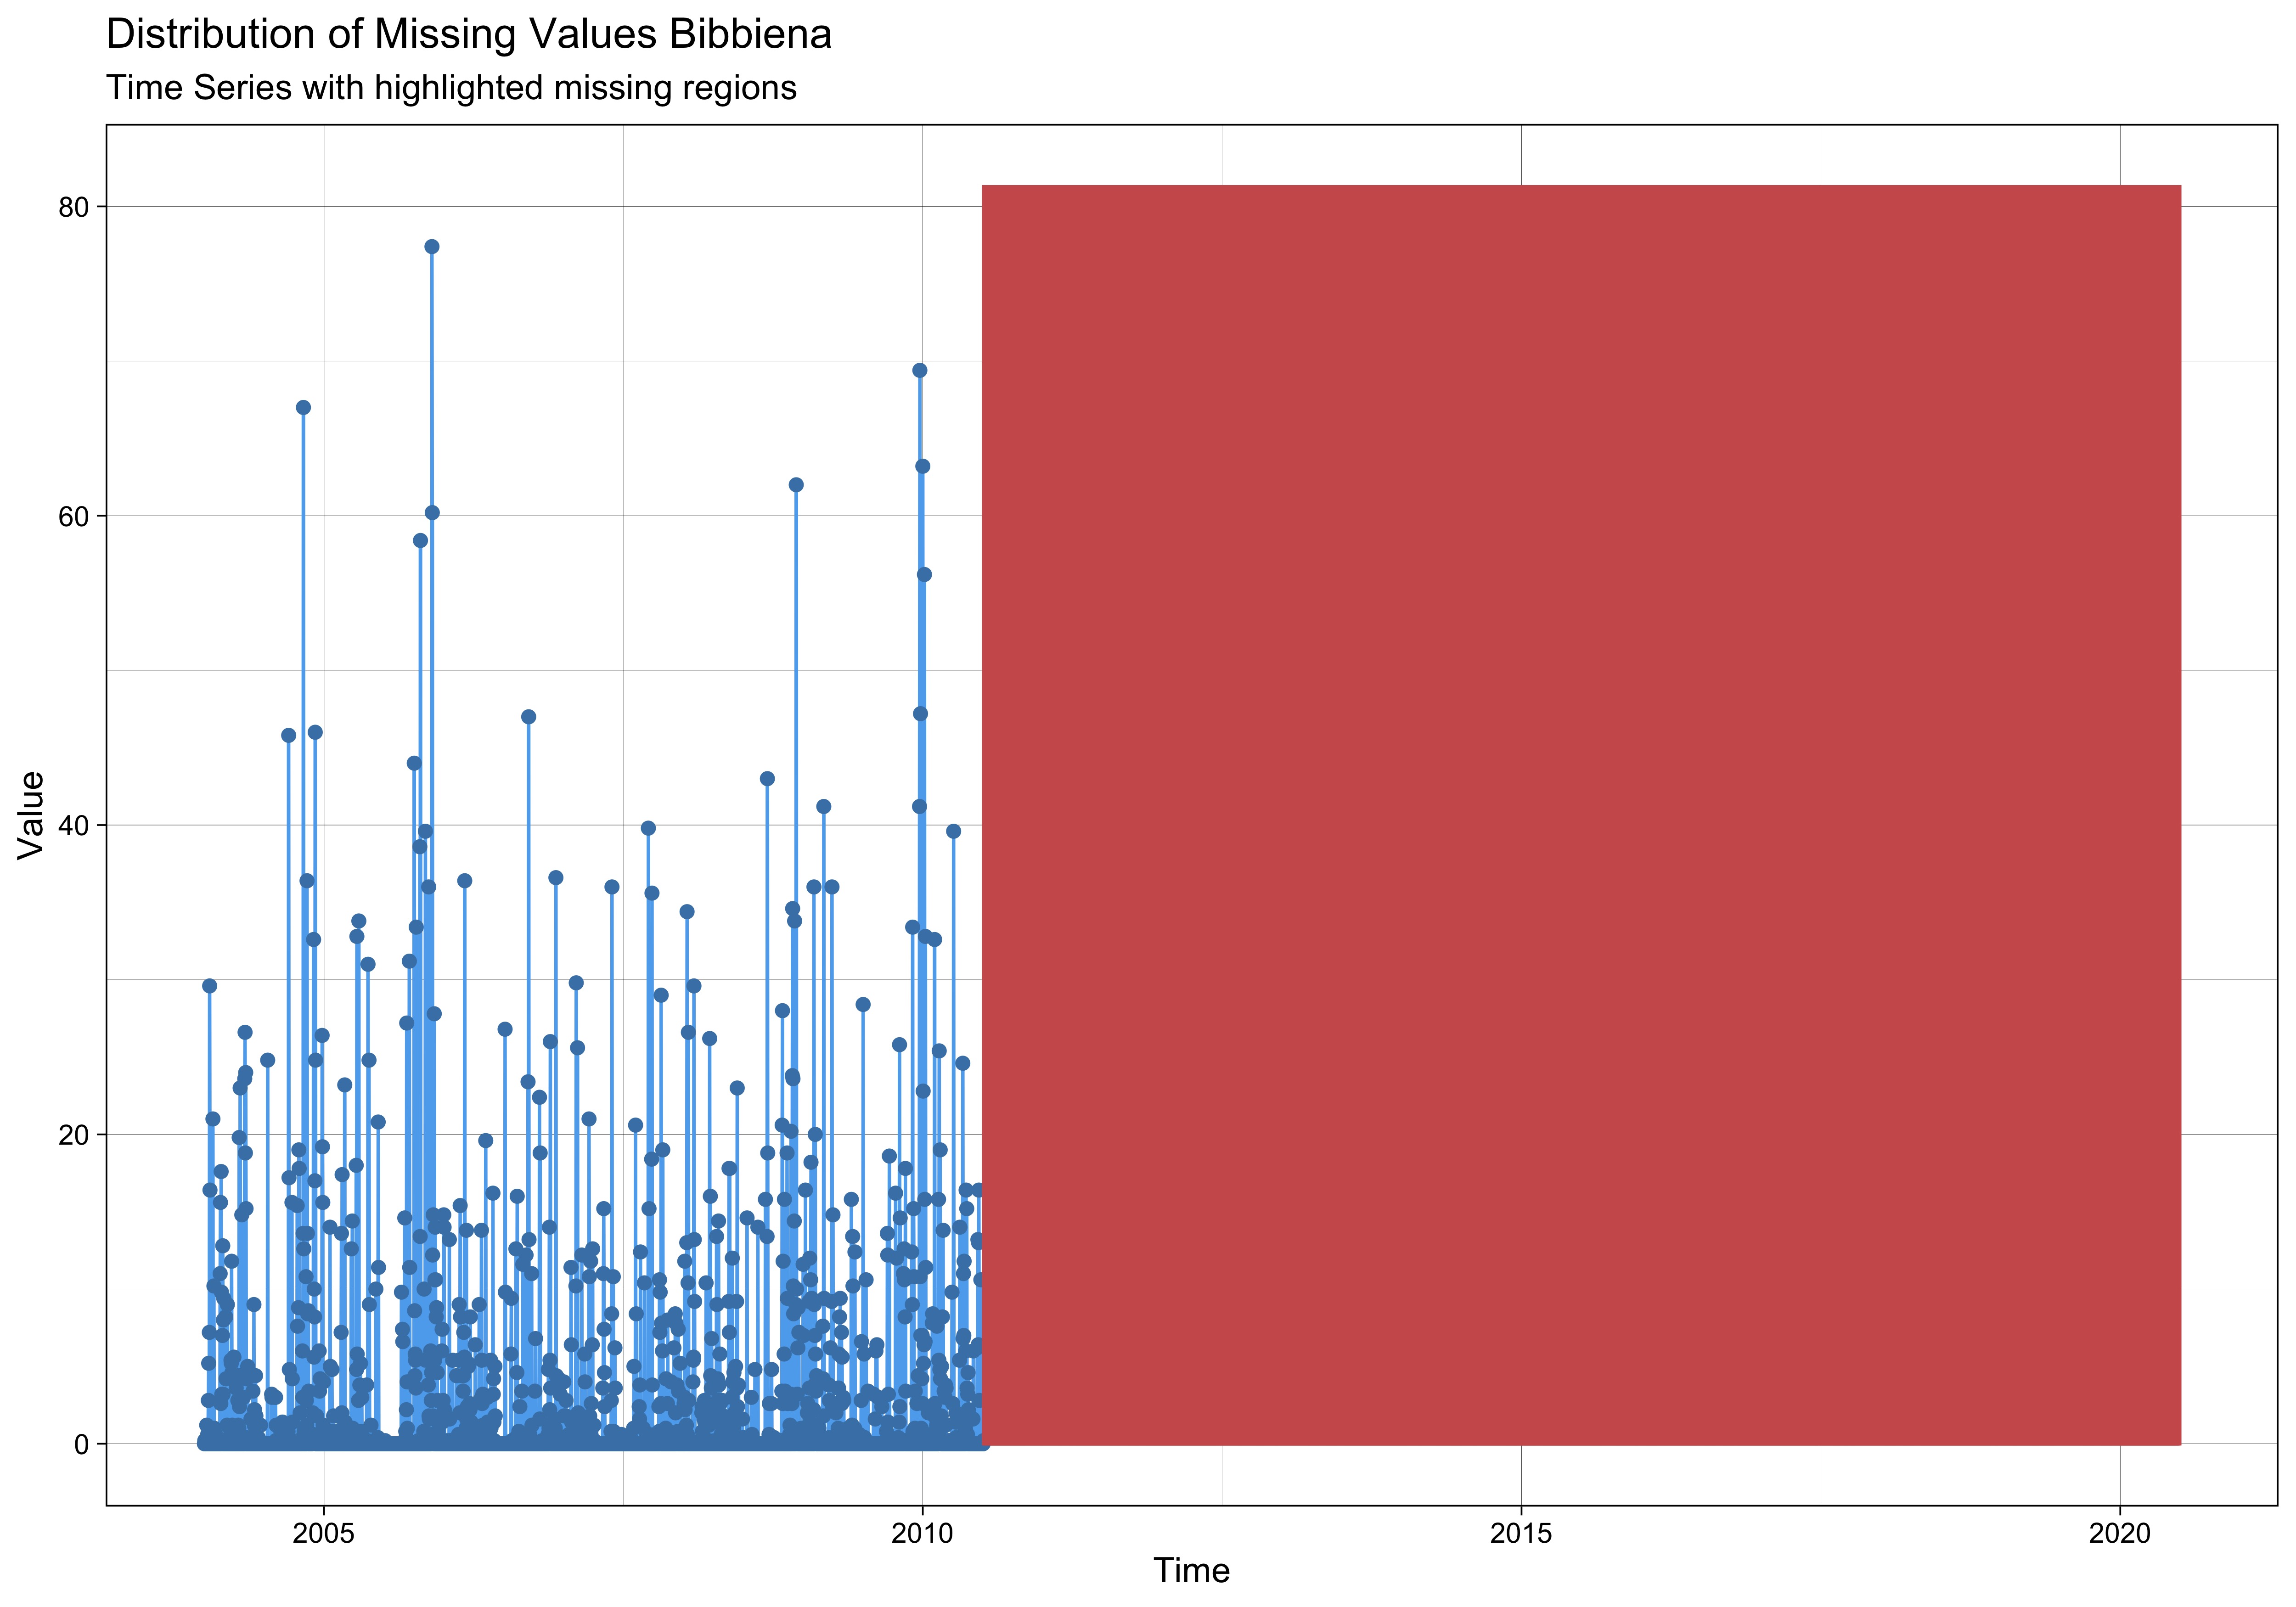 Distribution of Missing Values Bibbiena
Time Series with highlighted missing regions
80
60
40
20
0
Value
2005 2010 2015 2020
Time